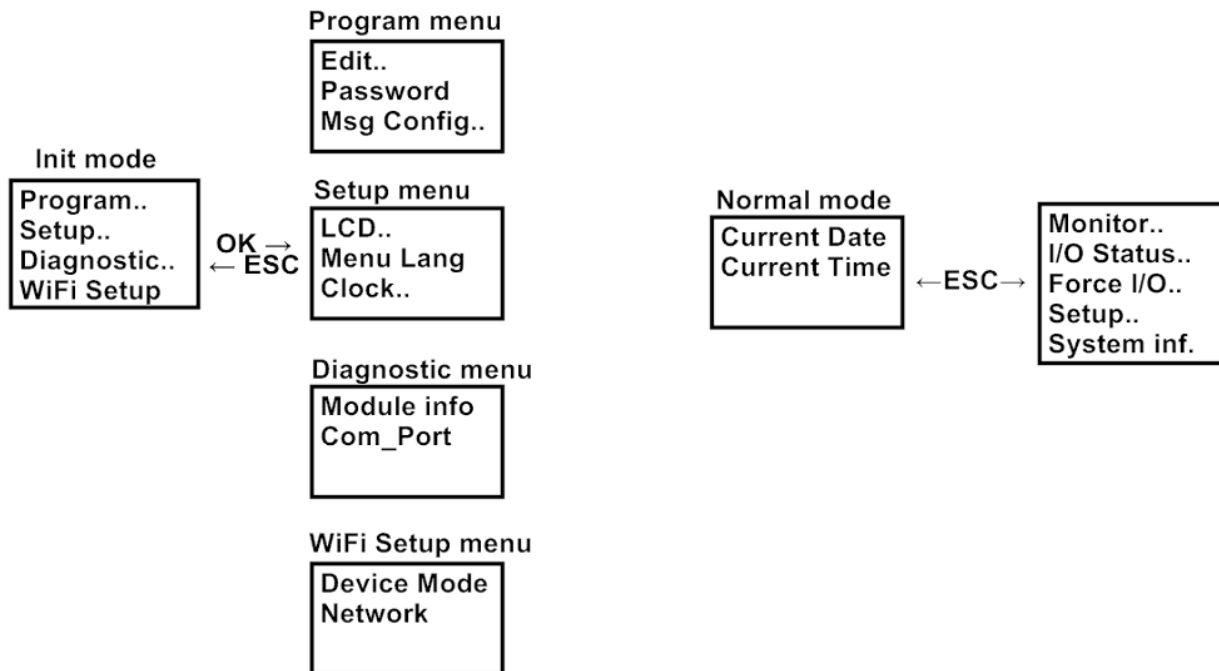 Program menu
Edit..
Password
Msg Config..
Init mode
Program..
Setup..
Diagnostic..
WiFi Setup
OK →
← ESC
Setup menu
LCD..
Menu Lang
Clock..
Diagnostic menu
Module info
Com_Port
WiFi Setup menu
Device Mode
Network
Normal mode
Current Date
Current Time
←ESC→
Monitor..
I/O Status..
Force I/O..
Setup..
System inf.